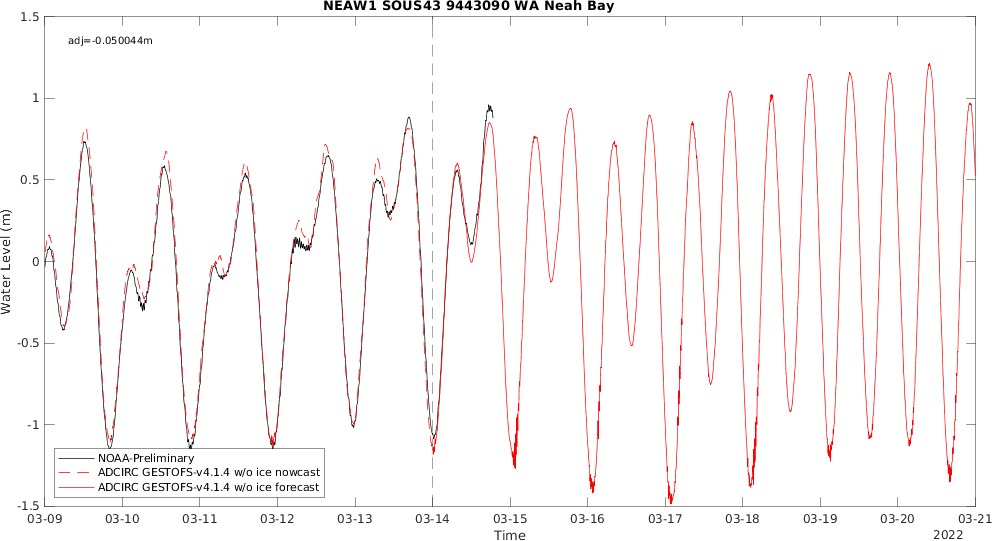 NEAW1 SOUS43 9443090 WA Neah Bay
adj=-0.050044m
1.5
1
0.5
0
-0.5
-1
-1.5
Water Level (m)
NOAA-Preliminary
ADCIRC GESTOFS-v4.1.4 w/o ice nowcast
ADCIRC GESTOFS-v4.1.4 w/o ice forecast
03-09 03-10 03-11 03-12 03-13 03-14 03-15 03-16 03-17 03-18 03-19 03-20 03-21
Time
2022